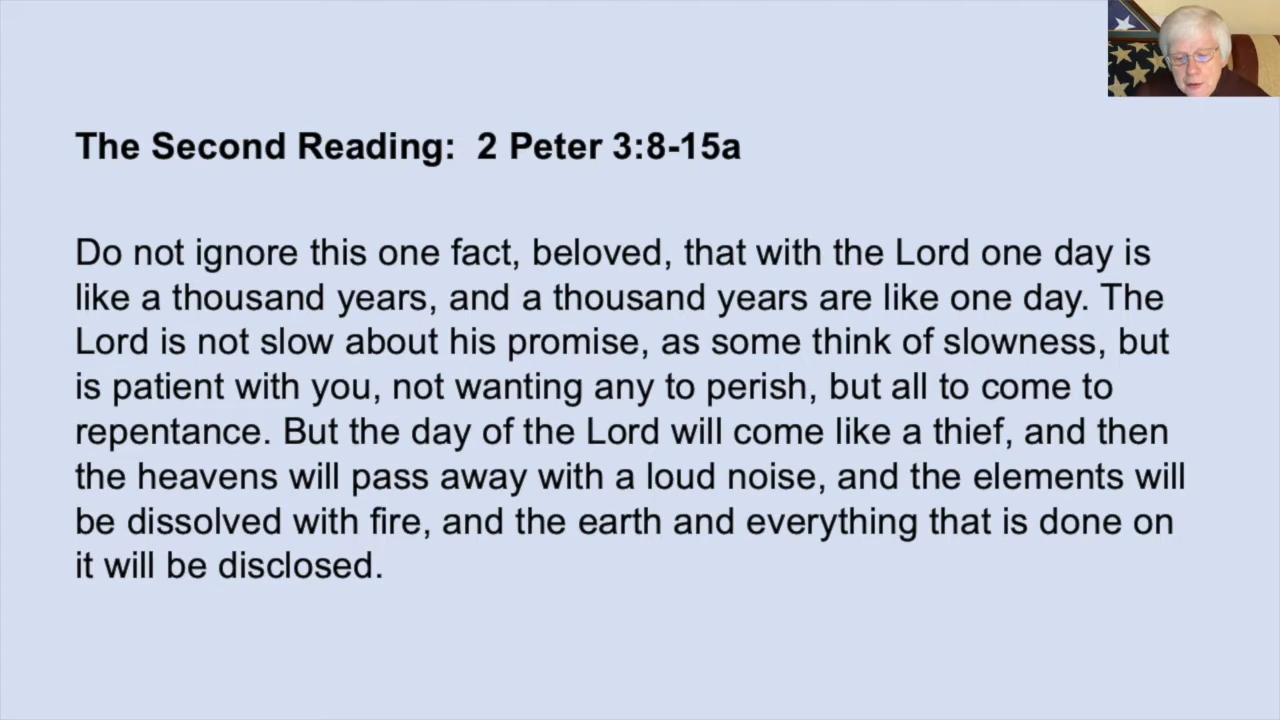 The Second Reading:  2 Peter 3:8-15a
Do not ignore this one fact, beloved, that with the Lord one day is
like a thousand years, and a thousand years are like one day. The
Lord is not slow about his promise, as some think of slowness, but
is patient with you, not wanting any to perish, but all to come to
repentance. But the day of the Lord will come like a thief, and then
the heavens will pass away with a loud noise, and the elements will
be dissolved with fire, and the earth and everything that is done on
it will be disclosed.